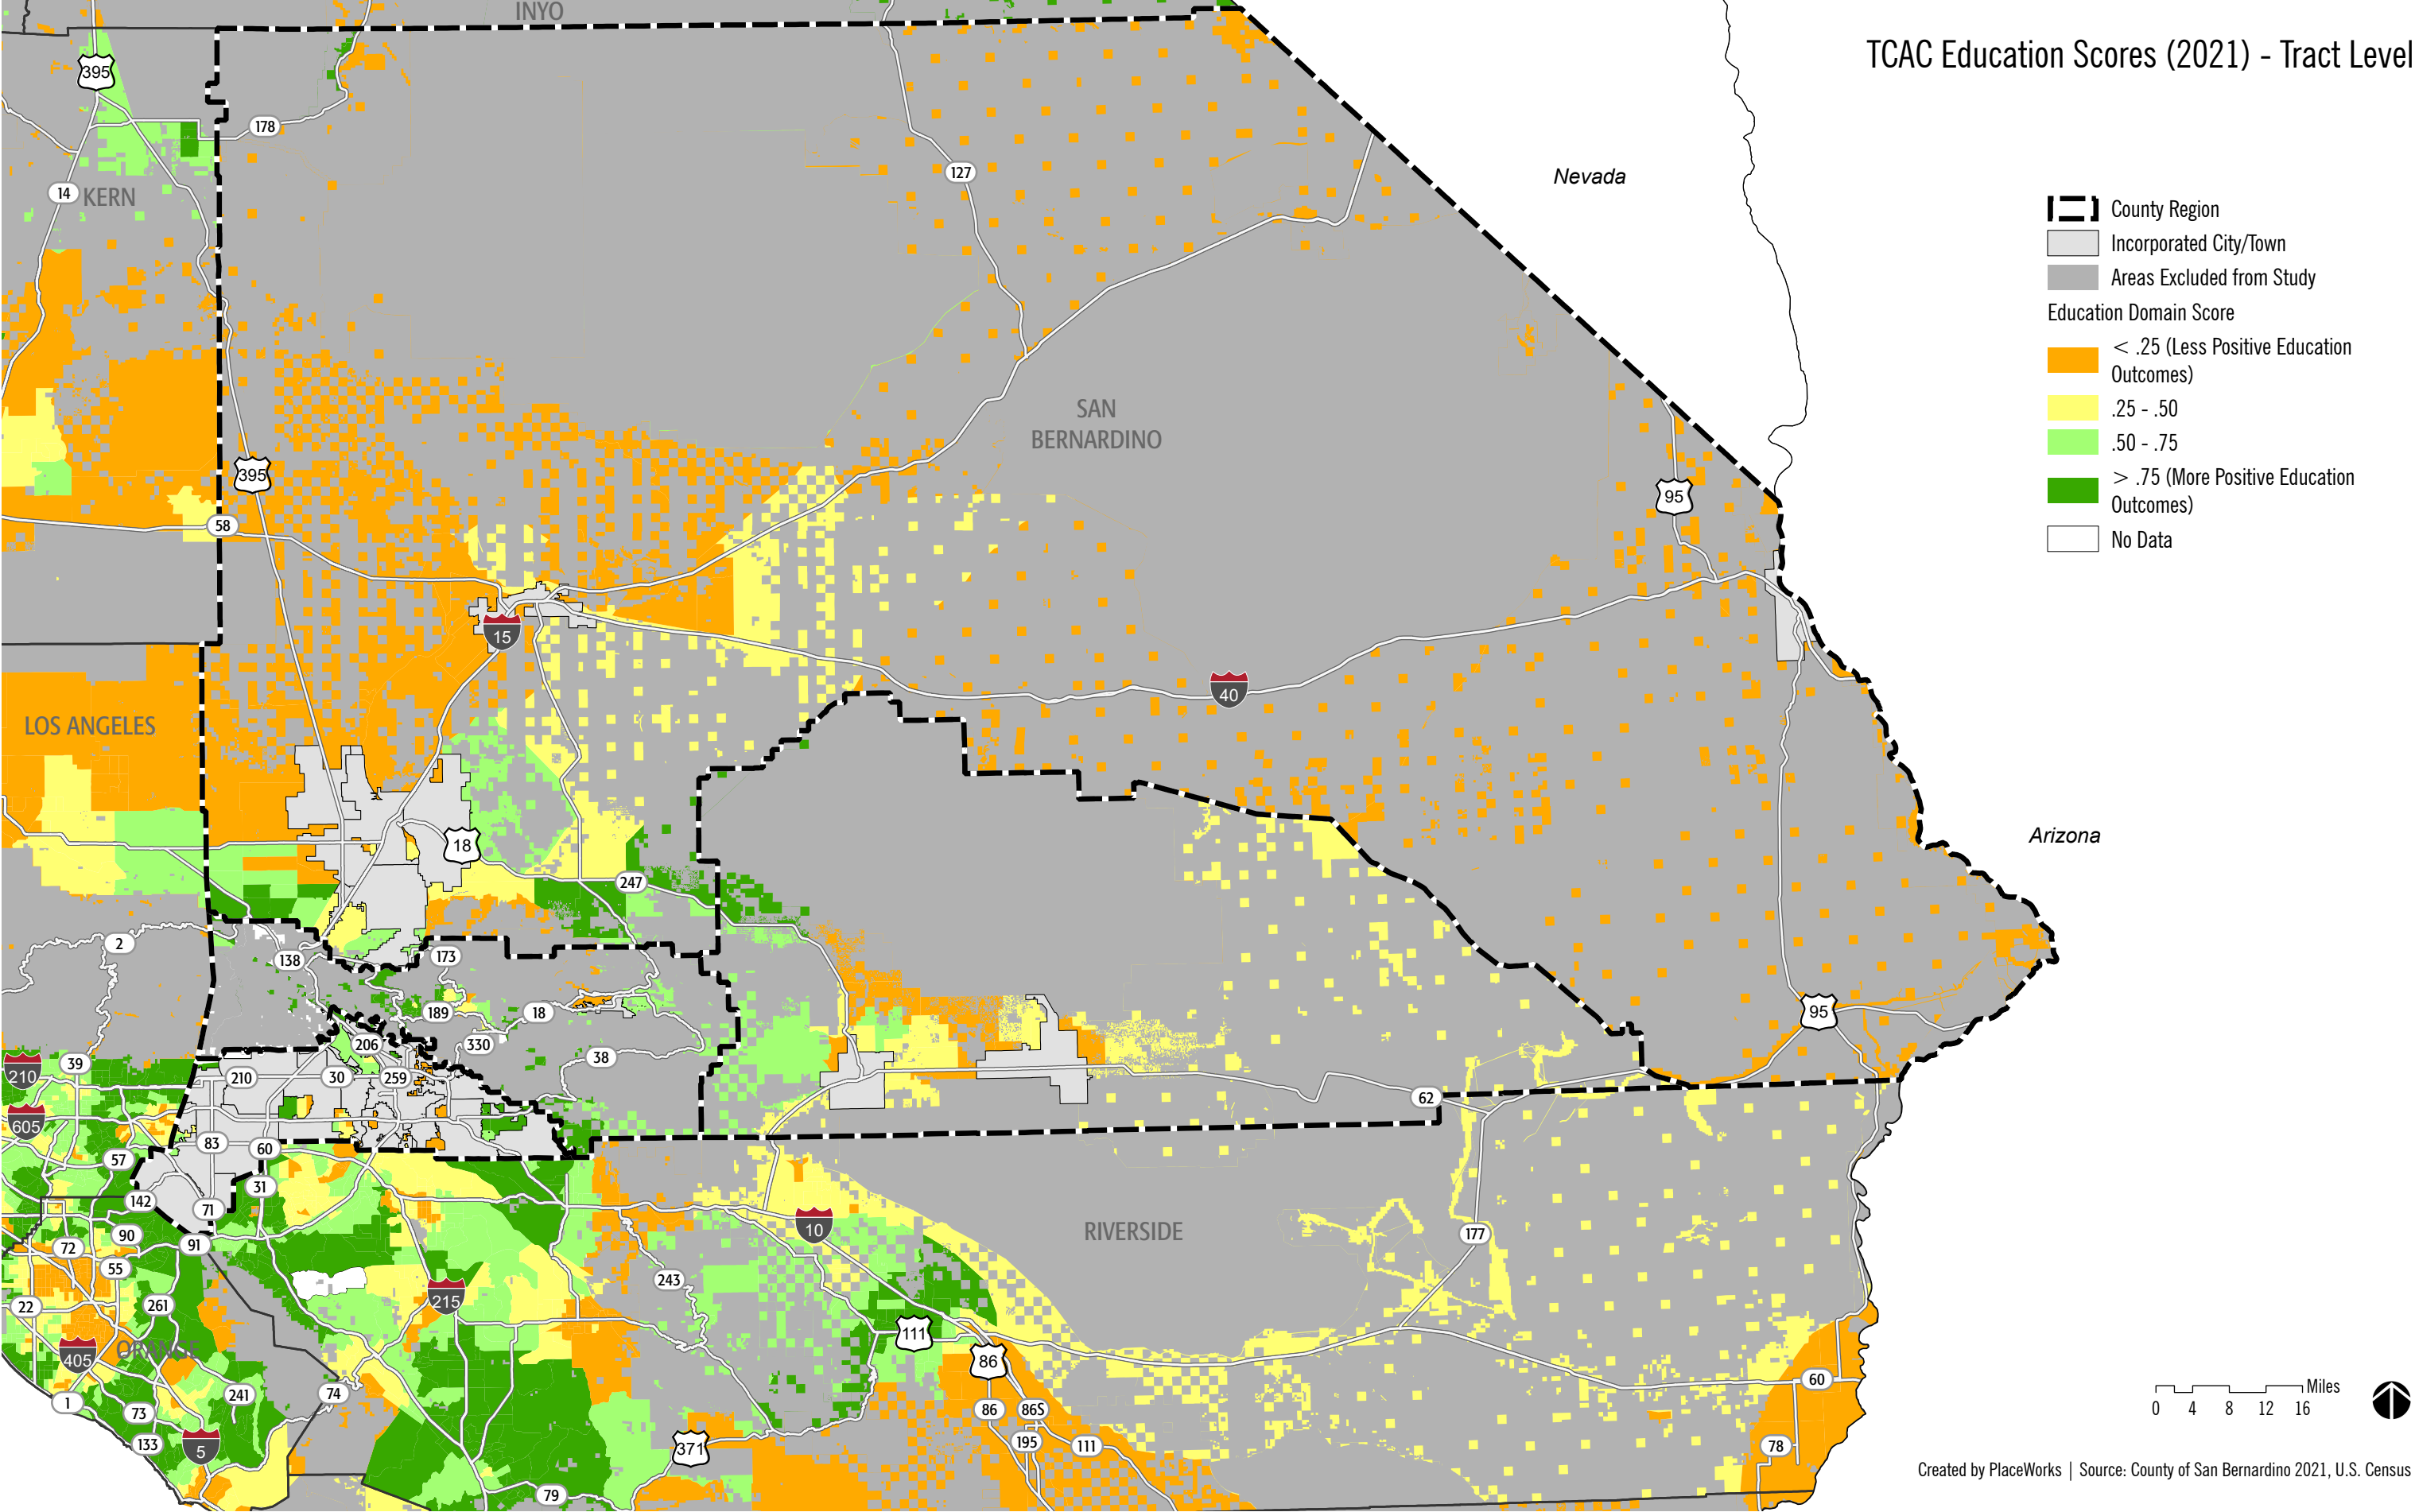 INYO
TCAC Education Scores (2021) - Tract Level
395
178
127
Nevada
14
KERN
County Region
Incorporated City/Town
Areas Excluded from Study
Education Domain Score
< .25 (Less Positive Education
Outcomes)
.25 - .50
.50 - .75
> .75 (More Positive Education
Outcomes)
No Data
SAN
BERNARDINO
395
95
58
15
40
LOS ANGELES
18
Arizona
247
2
138
173
189
18
95
206
330
38
39
210
210
30
259
62
605
83
60
57
142
31
71
10
RIVERSIDE
177
90
91
72
55
243
261
215
22
111
ORANGE
405
86
60
241
74
1
73
86
86S
Miles
0 4 8 12 16
133
5
371
195
111
78
79
Created by PlaceWorks | Source: County of San Bernardino 2021, U.S. Census